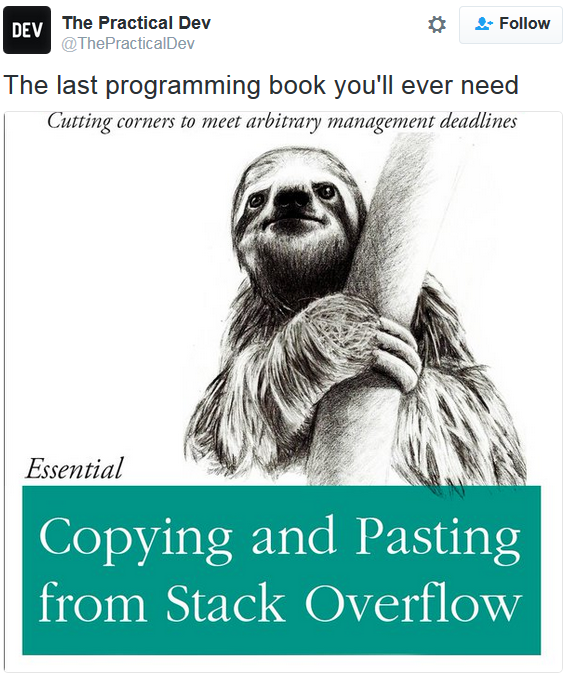 DEV
The Practical Dev
@ThePracticalDev
Follow
The last programming book you'll ever need
Cutting corners to meet arbitrary management deadlines
Essential
Copying and Pasting
from Stack Overflow